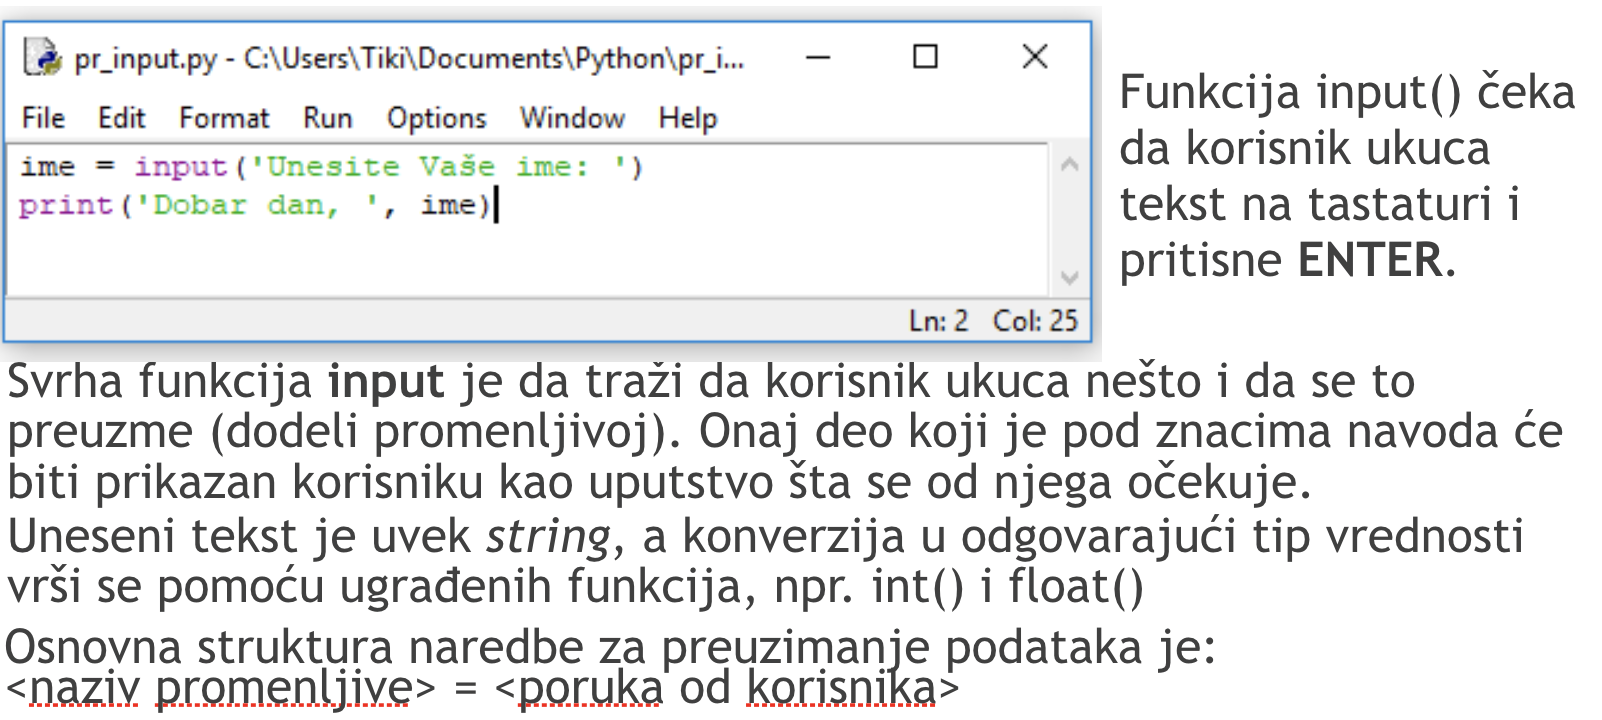 pr_input.py - C:\Users\Tiki\Documents\Python\pr_i...
File Edit Format Run Options Window Help
ime = input('Unesite Vaše ime: ')
print('Dobar dan, ', ime)
Ln: 2 Col: 25
Funkcija input() čeka
da korisnik ukuca
tekst na tastaturi i
pritisne ENTER.
Svrha funkcija input je da traži da korisnik ukuca nešto i da se to
preuzme (dodeli promenljivoj). Onaj deo koji je pod znacima navoda će
biti prikazan korisniku kao uputstvo šta se od njega očekuje.
Uneseni tekst je uvek string, a konverzija u odgovarajući tip vrednosti
vrši se pomoću ugrađenih funkcija, npr. int() i float()
Osnovna struktura naredbe za preuzimanje podataka je:
<naziv promenljive> = <poruka od korisnika>